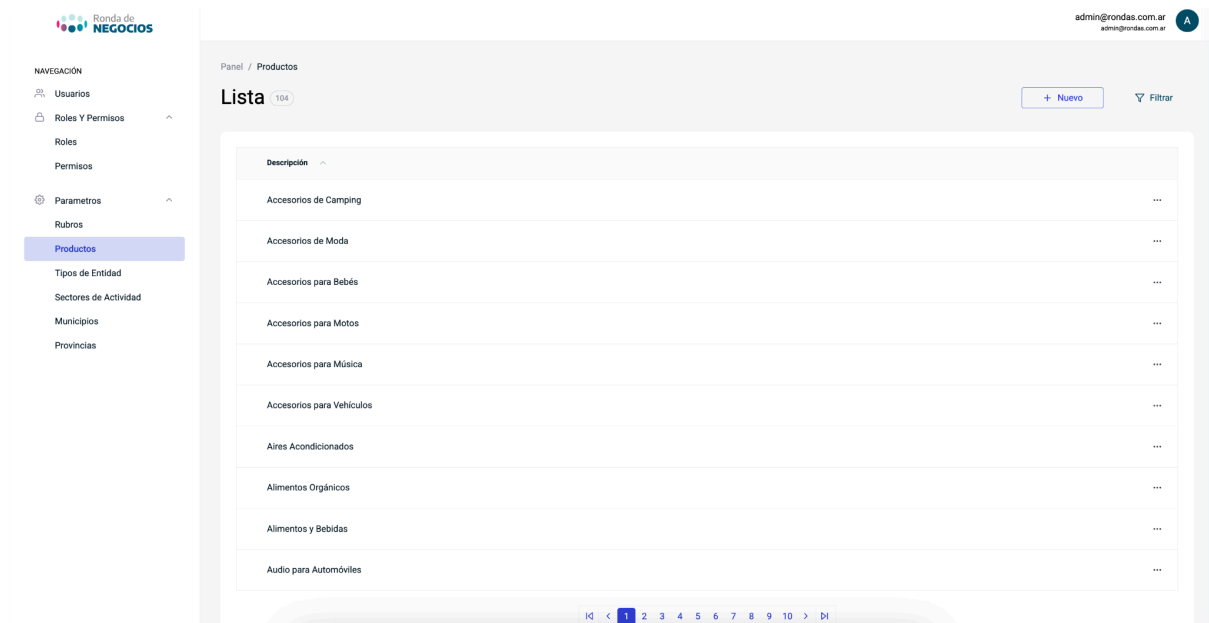 Ronda de
NEGOCIOS
admin@rondas.com.ar
admin@rondas.com.ar
A
NAVEGACIÓN
Usuarios
Roles Y Permisos
Roles
Permisos
Parametros
Rubros
Productos
Tipos de Entidad
Sectores de Actividad
Municipios
Provincias
Panel / Productos
Lista 104
+ Nuevo
Filtrar
Descripción
Accesorios de Camping
Accesorios de Moda
Accesorios para Bebés
Accesorios para Motos
Accesorios para Música
Accesorios para Vehículos
Aires Acondicionados
Alimentos Orgánicos
Alimentos y Bebidas
Audio para Automóviles
1 2 3 4 5 6 7 8 9 10